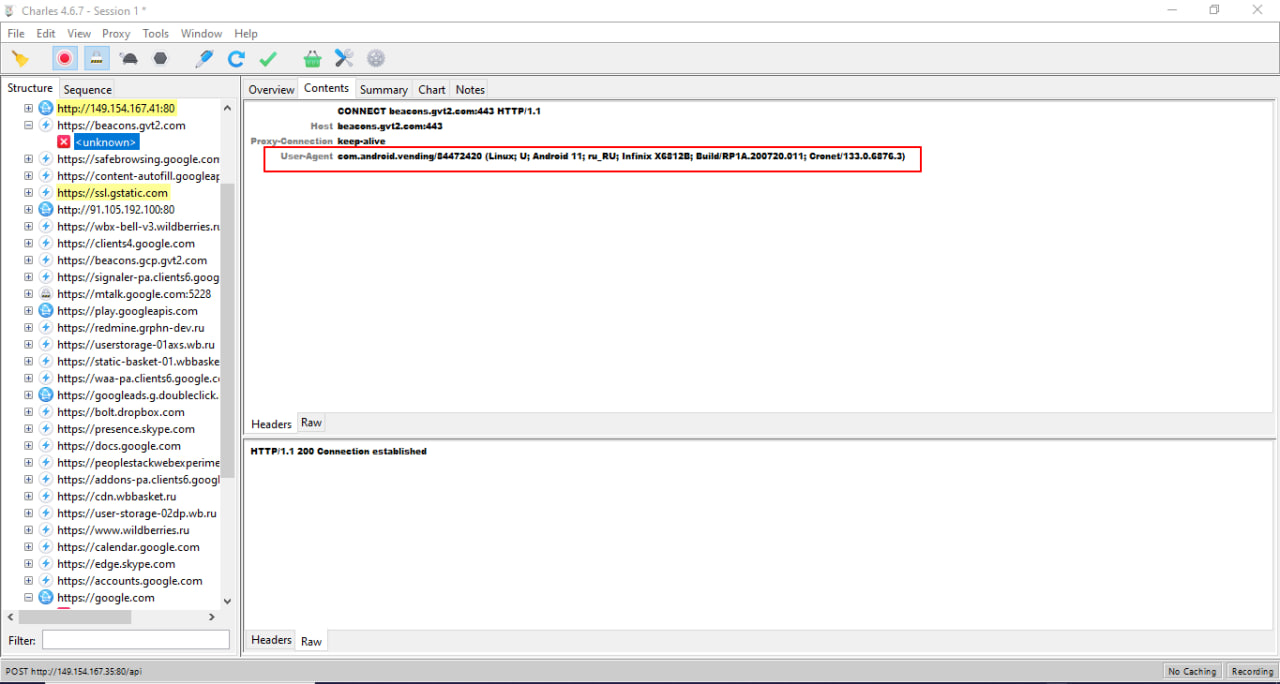 Charles 4.6.7 - Session 1 *
File Edit View Proxy Tools Window Help
Structure Sequence
http://149.154.167.41:80
https://beacons.gvt2.com
<unknown>
https://safebrowsing.google.com
https://content-autofill.googleap
https://ssl.gstatic.com
http://91.105.192.100:80
https://wbx-bell-v3.wildberries.ru
https://clients4.google.com
https://beacons.gcp.gvt2.com
https://signaler-pa.clients6.goog
https://mtalk.google.com:5228
https://play.googleapis.com
https://redmine.grphn-dev.ru
https://userstorage-01axs.wb.ru
https://static-basket-01.wbbaske
https://waa-pa.clients6.google.co
https://googleads.g.doubleclick.
https://bolt.dropbox.com
https://presence.skype.com
https://docs.google.com
https://peoplestackwebexperime
https://addons-pa.clients6.googl
https://cdn.wbbasket.ru
https://user-storage-02dp.wb.ru
https://www.wildberries.ru
https://calendar.google.com
https://edge.skype.com
https://accounts.google.com
https://google.com
Filter:
Overview Contents Summary Chart Notes
CONNECT beacons.gvt2.com:443 HTTP/1.1
Host beacons.gvt2.com:443
Proxy-Connection keep-alive
User-Agent com.android.vending/84472420 (Linux; U; Android 11; ru_RU; Infinix X6812B; Build/RP1A.200720.011; Cronet/133.0.6876.3)
Headers Raw
HTTP/1.1 200 Connection established
Headers Raw
POST http://149.154.167.35:80/api
No Caching Recording